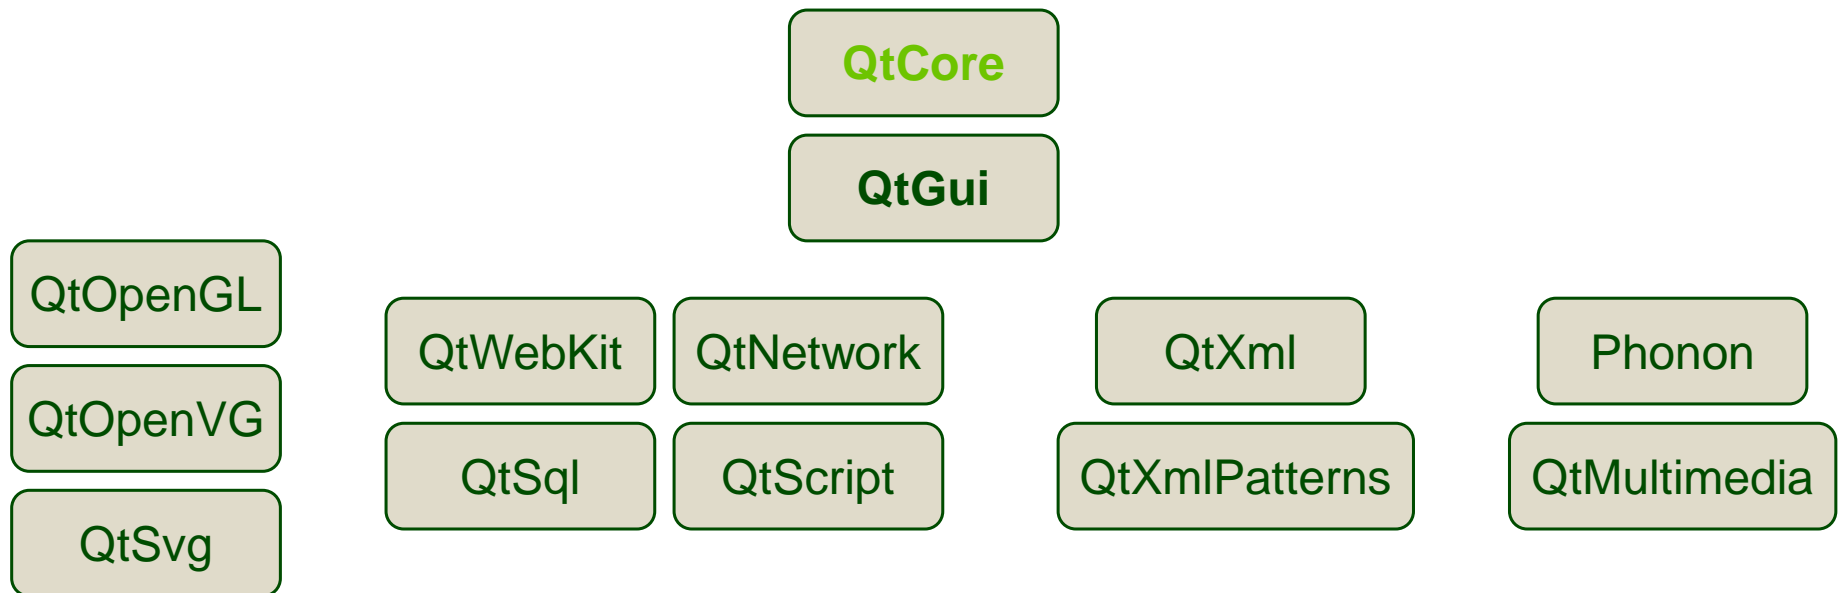 QtCore
QtGui
QtOpenGL
QtOpenVG
QtSvg
QtWebKit
QtNetwork
QtSql
QtScript
QtXml
QtXmlPatterns
Phonon
QtMultimedia